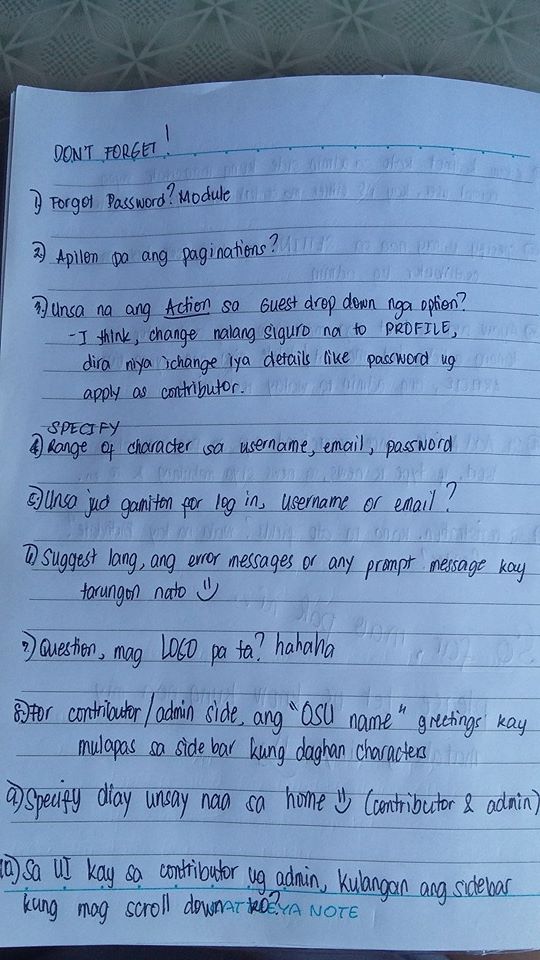 DON'T FORGET!
1) Forgot Password? Module
2) Apilon pa ang paginations?
3) Unsa na ang Action sa Guest drop down nga option?
- I think, change nalang siguro na to PROFILE,
dira niya ichange iya details like password ug
apply as contributor.
SPECIFY
4) Range of character sa username, email, password
5) Unsa jud gamiton for log in, username or email?
6) Suggest lang, ang error messages or any prompt message kay
tarungon nato
7) Question, mag LOGO pa ta? hahaha
8) For contributor/admin side, ang "OSU name" greetings kay
mulapas sa side bar kung daghan characters
9) Specify diay unsay naa sa home (contributor & admin)
10) Sa UI kay sa contributor ug admin, kulangan ang sidebar
kung mag scroll down ko?
CATTLEYA NOTE